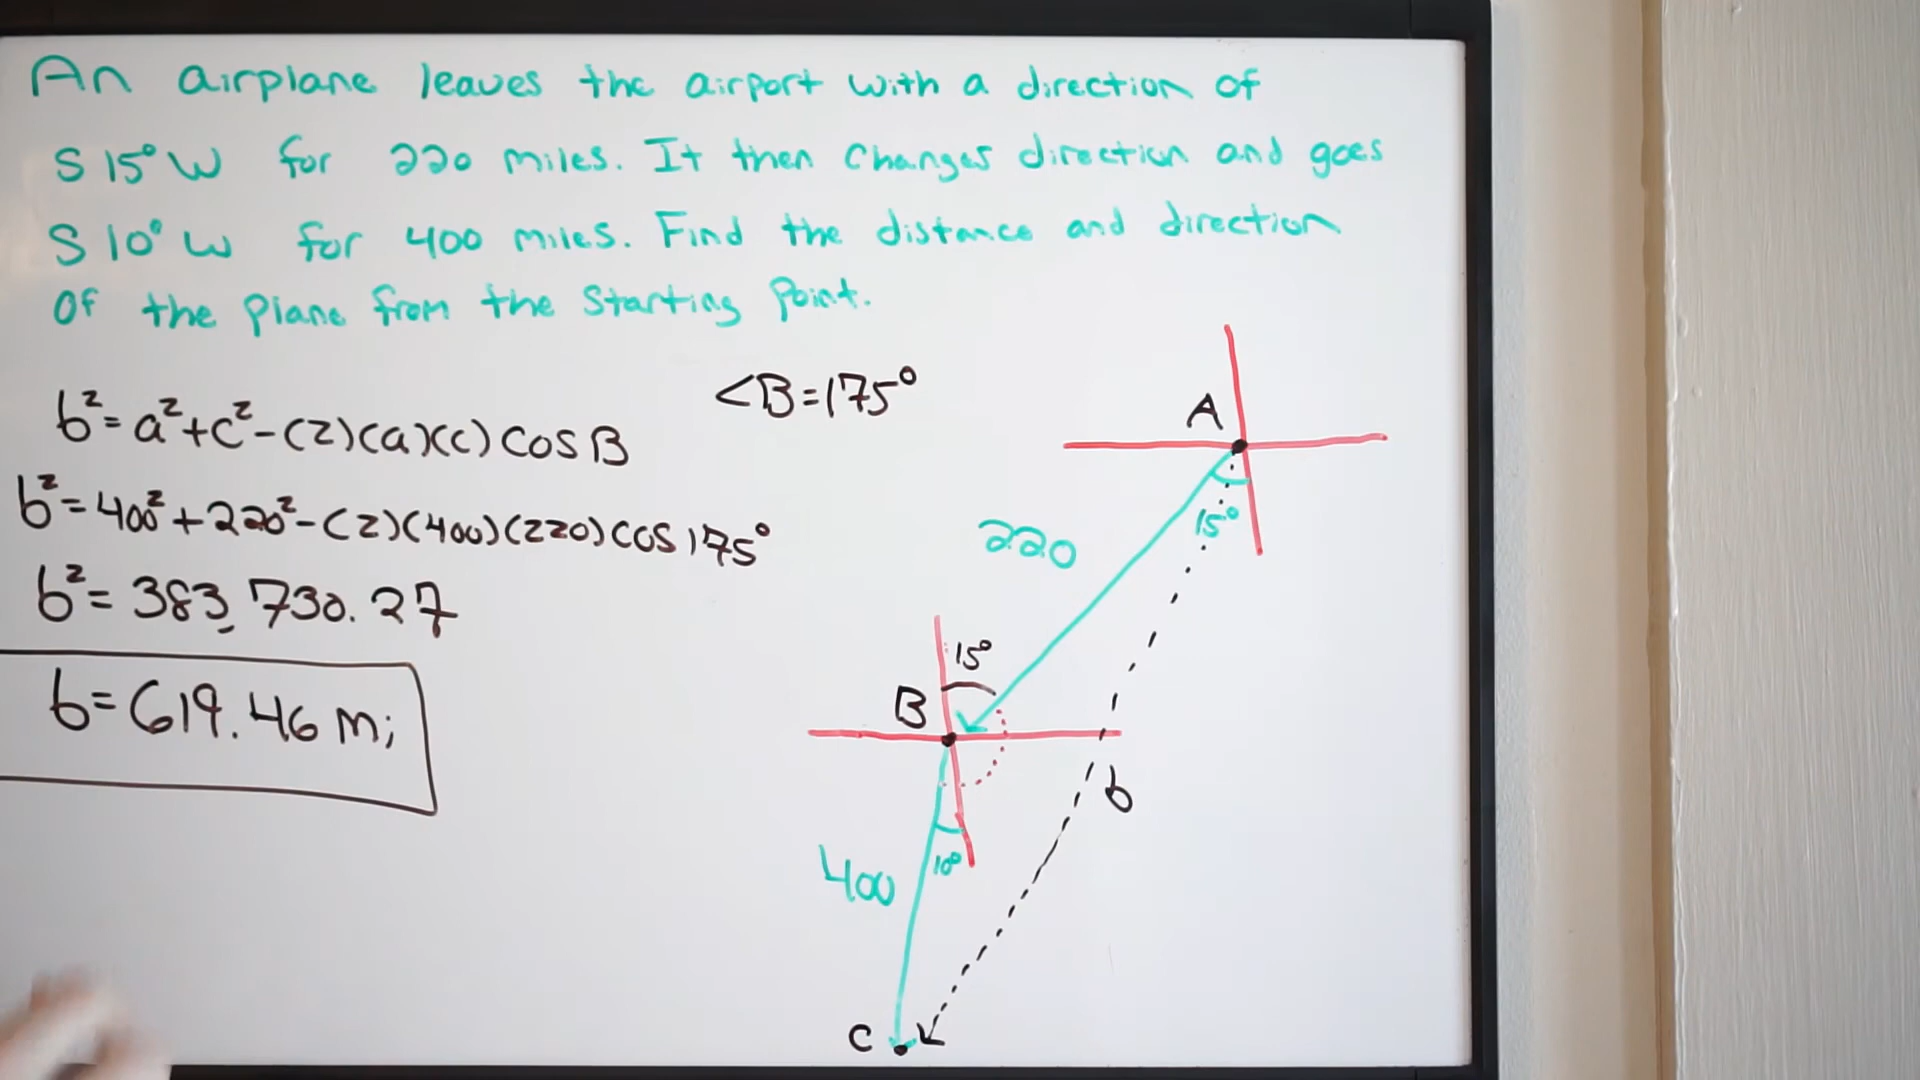 An airplane leaves the airport with a direction of
S 15° W for 220 miles. It then changes direction and goes
S 10° W for 400 miles. Find the distance and direction
of the plane from the starting point.
b²=a²+c²-(2)(a)(c) cos B
<B=175°
b²=400²+220²-(2)(400)(220)cos 175°
b²= 383,730.27
b=619.46 mi
A
15°
220
15°
B
b
10°
400
C